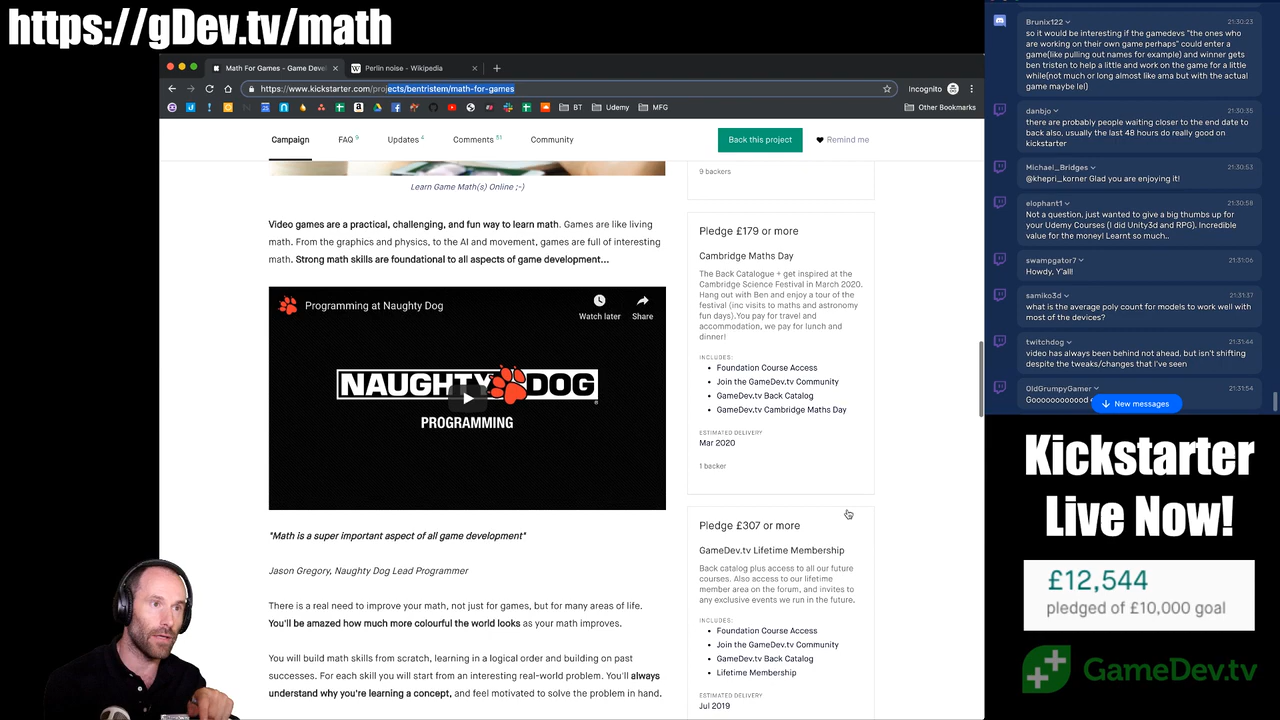 https://gDev.tv/math
Math For Games - Game Devel
Perlin noise - Wikipedia
https://www.kickstarter.com/projects/bentristem/math-for-games
Incognito
BT
Udemy
MFG
Other Bookmarks
Campaign
FAQ 9
Updates 4
Comments 51
Community
Back this project
Remind me
Learn Game Math(s) Online ;-)
Video games are a practical, challenging, and fun way to learn math. Games are like living
math. From the graphics and physics, to the AI and movement, games are full of interesting
math. Strong math skills are foundational to all aspects of game development...
Programming at Naughty Dog
Watch later
Share
NAUGHTY DOG
PROGRAMMING
"Math is a super important aspect of all game development"
Jason Gregory, Naughty Dog Lead Programmer
There is a real need to improve your math, not just for games, but for many areas of life.
You'll be amazed how much more colourful the world looks as your math improves.
You will build math skills from scratch, learning in a logical order and building on past
successes. For each skill you will start from an interesting real-world problem. You'll always
understand why you're learning a concept, and feel motivated to solve the problem in hand.
9 backers
Pledge £179 or more
Cambridge Maths Day
The Back Catalogue + get inspired at the
Cambridge Science Festival in March 2020.
Hang out with Ben and enjoy a tour of the
festival (inc visits to maths and astronomy
fun days).You pay for travel and
accommodation, we pay for lunch and
dinner!
INCLUDES:
Foundation Course Access
Join the GameDev.tv Community
GameDev.tv Back Catalog
GameDev.tv Cambridge Maths Day
ESTIMATED DELIVERY
Mar 2020
1 backer
Pledge £307 or more
GameDev.tv Lifetime Membership
Back catalog plus access to all our future
courses. Also access to our lifetime
member area on the forum, and invites to
any exclusive events we run in the future.
INCLUDES:
Foundation Course Access
Join the GameDev.tv Community
GameDev.tv Back Catalog
Lifetime Membership
ESTIMATED DELIVERY
Jul 2019
Brunix122
21:30:23
so it would be interesting if the gamedevs "the ones who
are working on their own game perhaps" could enter a
game(like pulling out names for example) and winner gets
ben tristen to help a little and work on the game for a little
while(not much or long almost like ama but with the actual
game maybe lel)
danbjo
21:30:35
there are probably people waiting closer to the end date to
back also, usually the last 48 hours do really good on
kickstarter
Michael_Bridges
21:30:53
@khepri_korner Glad you are enjoying it!
elophant1
21:30:58
Not a question, just wanted to give a big thumbs up for
your Udemy Courses (I did Unity3d and RPG). Incredible
value for the money! Learnt so much..
swampgator7
21:31:06
Howdy, Y'all!
samiko3d
21:31:37
what is the average poly count for models to work well with
most of the devices?
twitchdog
21:31:44
video has always been behind not ahead, but isn't shifting
despite the tweaks/changes that I've seen
OldGrumpyGamer
21:31:54
New messages
Kickstarter
Live Now!
£12,544
pledged of £10,000 goal
GameDev.tv